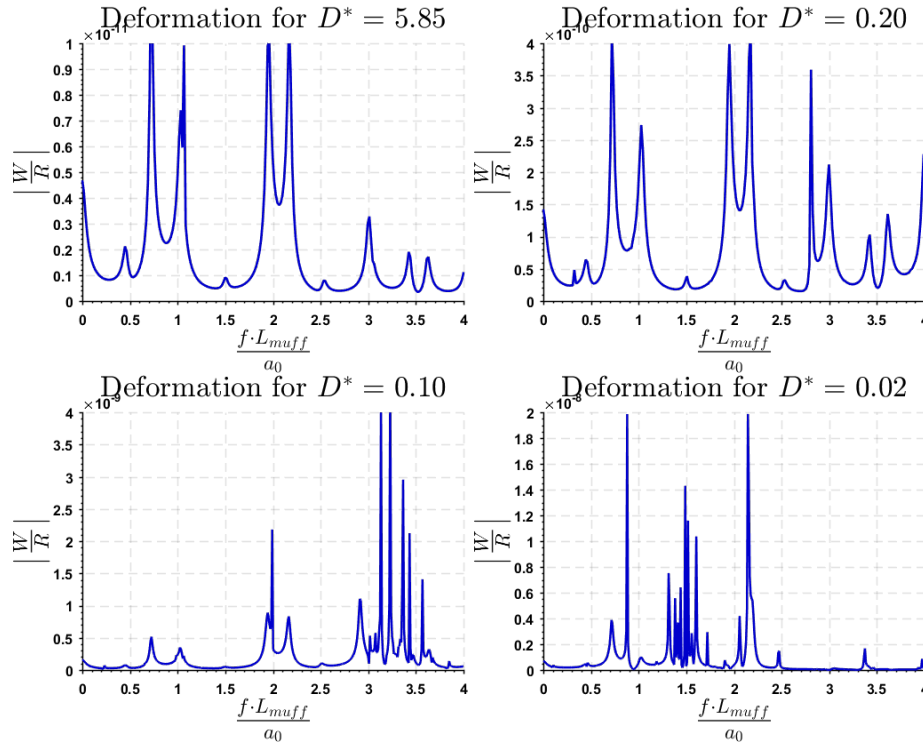 Deformation for D* = 5.85
×10⁻¹¹
1
0.9
0.8
0.7
0.6
0.5
0.4
0.3
0.2
0.1
0
|W/R|
0 0.5 1 1.5 2 2.5 3 3.5 4
f·L_muff/a₀
Deformation for D* = 0.20
×10⁻¹⁰
4
3.5
3
2.5
2
1.5
1
0.5
0
|W/R|
0 0.5 1 1.5 2 2.5 3 3.5 4
f·L_muff/a₀
Deformation for D* = 0.10
×10⁻⁹
4
3.5
3
2.5
2
1.5
1
0.5
0
|W/R|
0 0.5 1 1.5 2 2.5 3 3.5 4
f·L_muff/a₀
Deformation for D* = 0.02
×10⁻⁸
2
1.8
1.6
1.4
1.2
1
0.8
0.6
0.4
0.2
0
|W/R|
0 0.5 1 1.5 2 2.5 3 3.5 4
f·L_muff/a₀